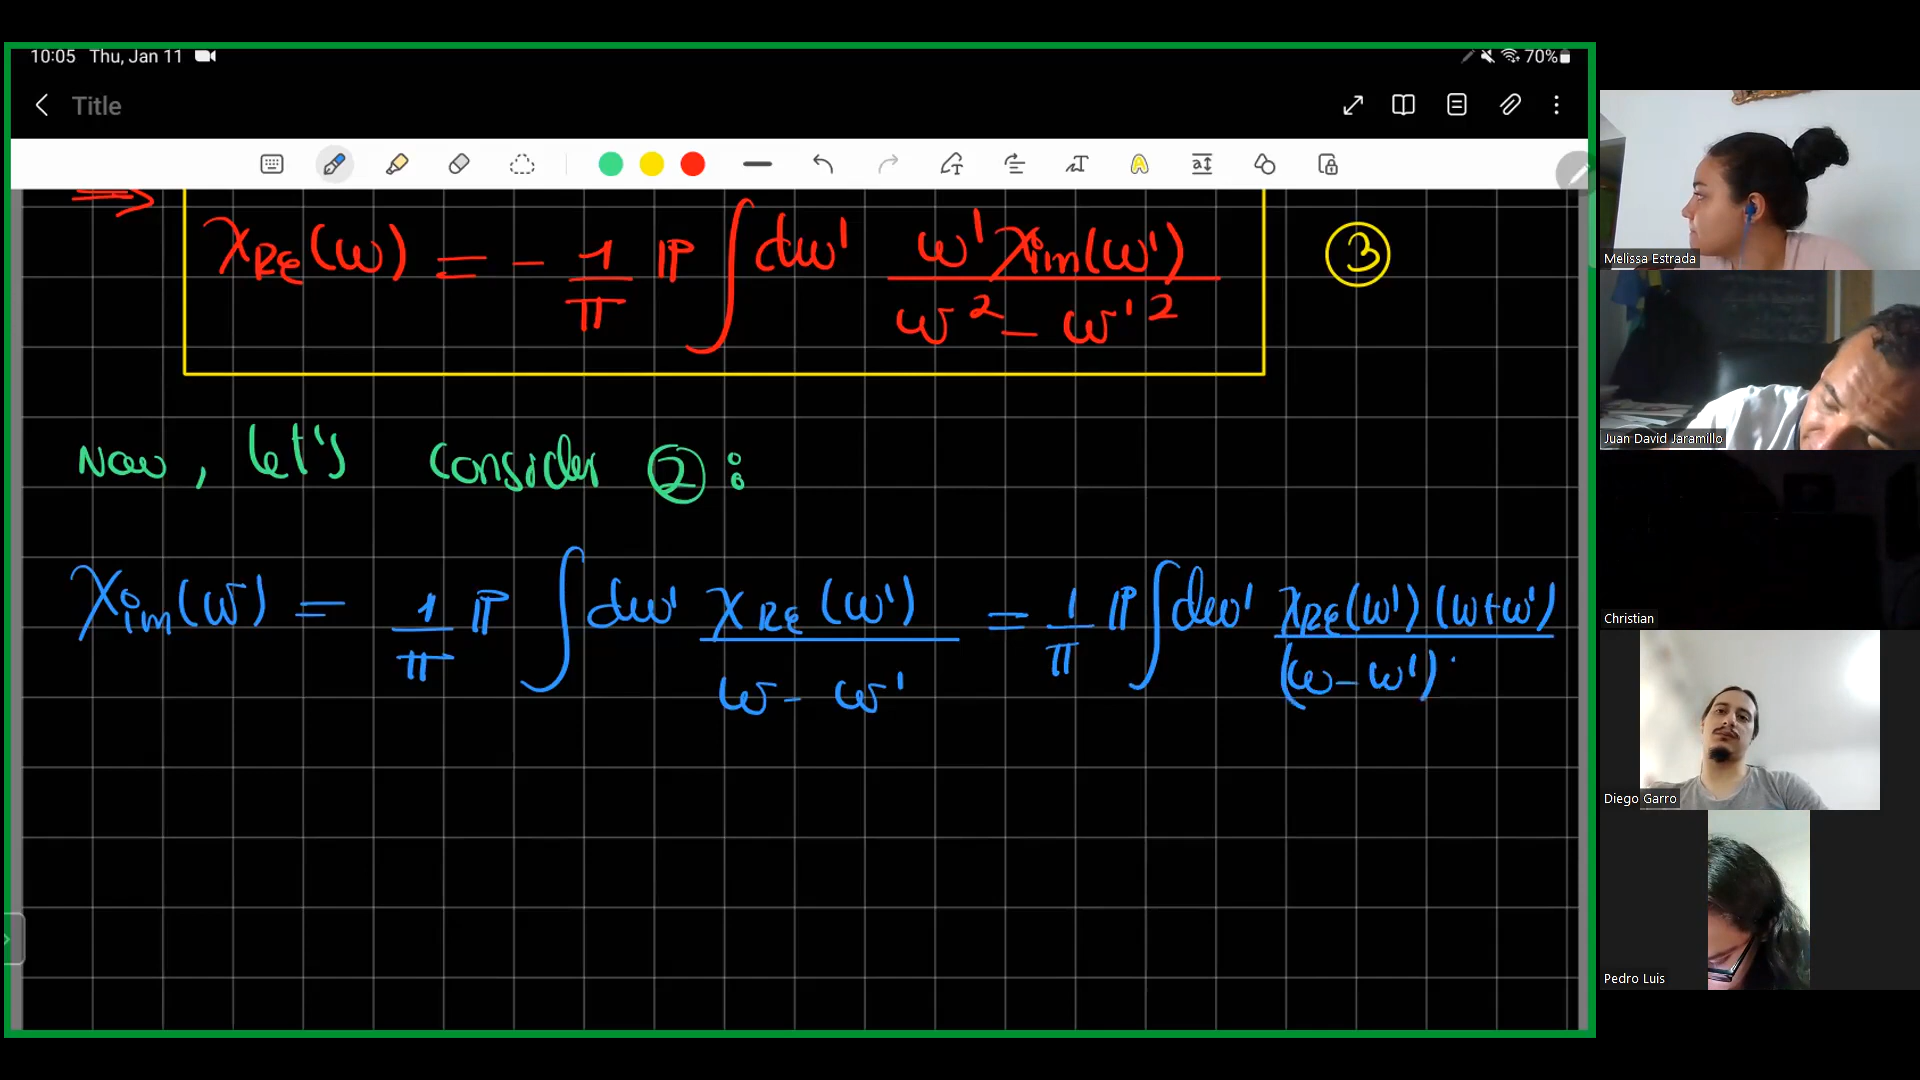 10:05 Thu, Jan 11 70%
Title
χRe(ω) = - 1/π ℙ ∫ dω' ω'χim(ω')/ω² - ω'² ③
Now, let's consider ②:
χim(ω) = 1/π ℙ ∫ dω' χRe(ω')/ω - ω' = 1/π ℙ ∫ dω' χRe(ω')(ω+ω')/(ω - ω')·
Melissa Estrada
Juan David Jaramillo
Christian
Diego Garro
Pedro Luis